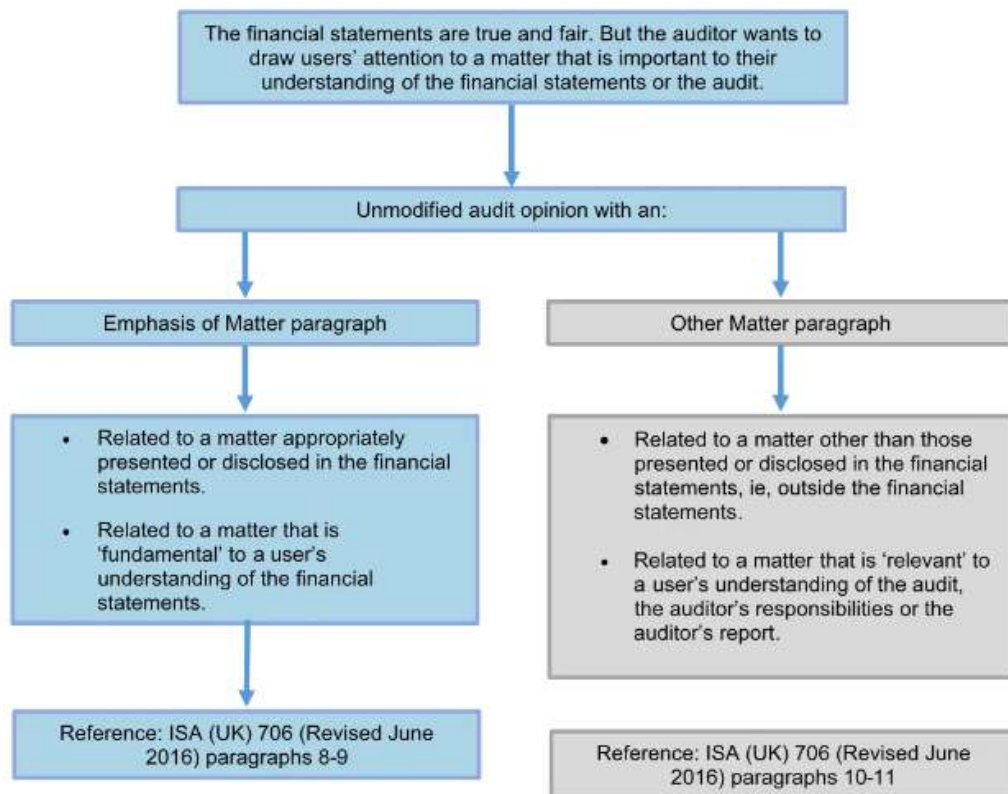 The financial statements are true and fair. But the auditor wants to
draw users' attention to a matter that is important to their
understanding of the financial statements or the audit.
Unmodified audit opinion with an:
Emphasis of Matter paragraph
• Related to a matter appropriately
presented or disclosed in the financial
statements.
• Related to a matter that is
'fundamental' to a user's
understanding of the financial
statements.
Reference: ISA (UK) 706 (Revised June
2016) paragraphs 8-9
Other Matter paragraph
• Related to a matter other than those
presented or disclosed in the financial
statements, ie, outside the financial
statements.
• Related to a matter that is 'relevant' to
a user's understanding of the audit,
the auditor's responsibilities or the
auditor's report.
Reference: ISA (UK) 706 (Revised June
2016) paragraphs 10-11